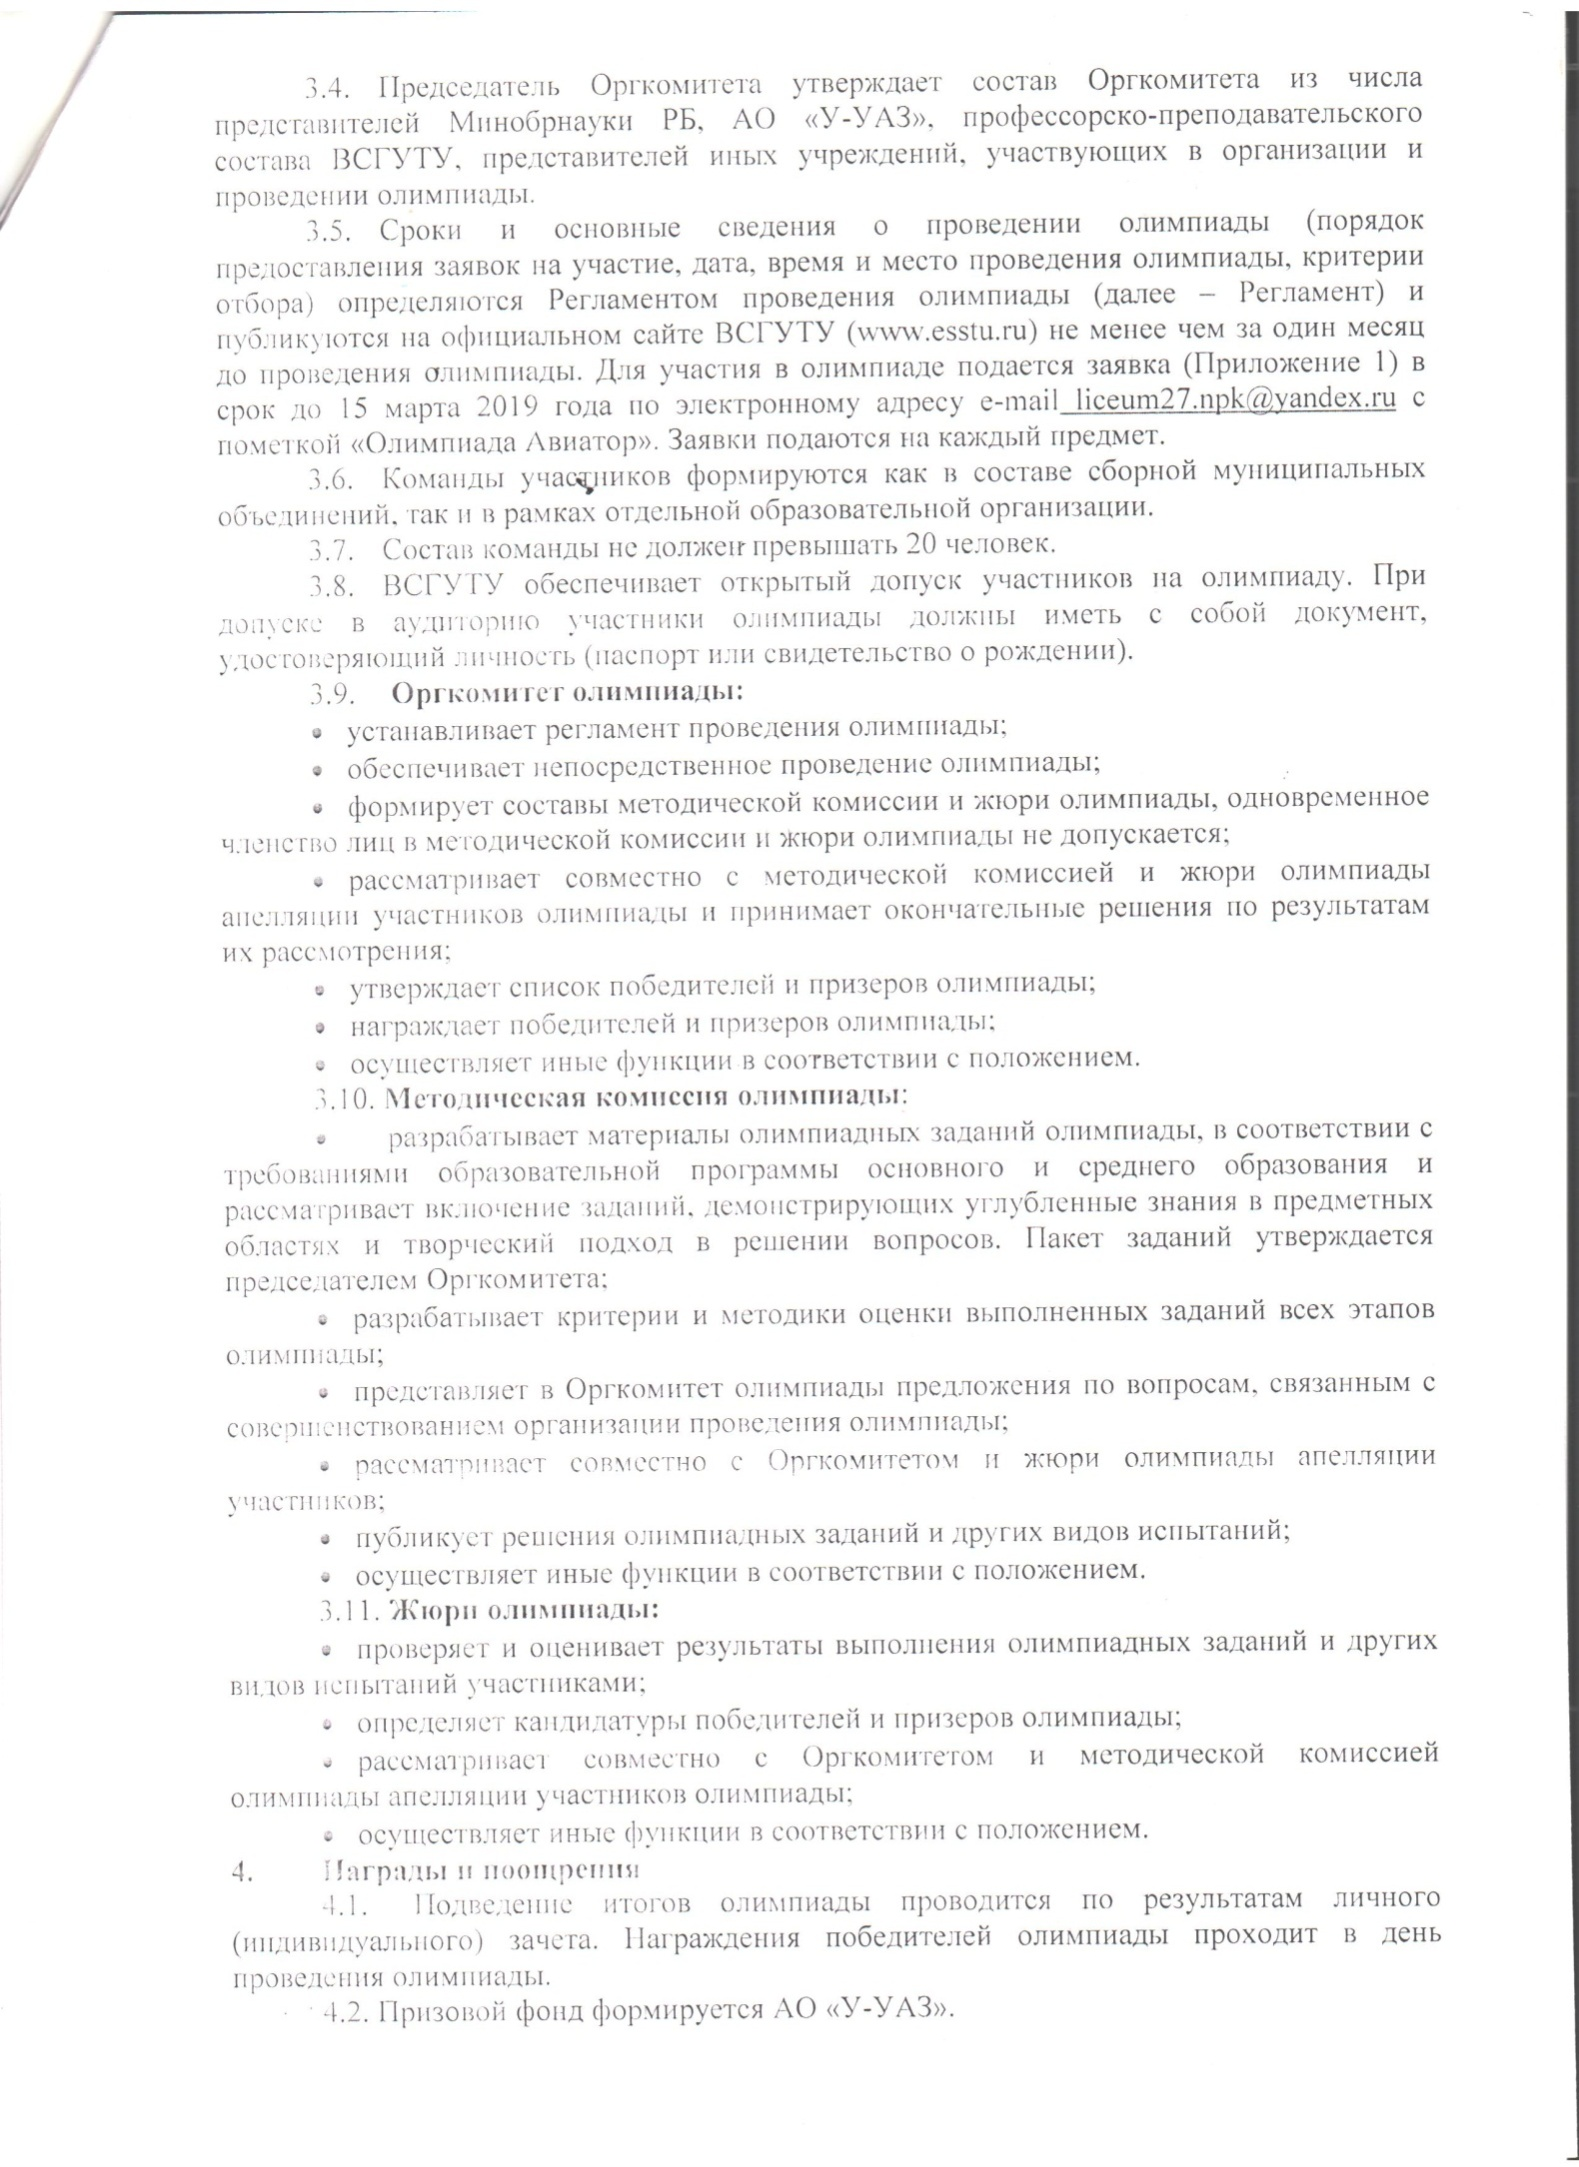 3.4. Председатель Оргкомитета утверждает состав Оргкомитета из числа
представителей Минобрнауки РБ, АО «У-УАЗ», профессорско-преподавательского
состава ВСГУТУ, представителей иных учреждений, участвующих в организации и
проведении олимпиады.
3.5. Сроки и основные сведения о проведении олимпиады (порядок
предоставления заявок на участие, дата, время и место проведения олимпиады, критерии
отбора) определяются Регламентом проведения олимпиады (далее – Регламент) и
публикуются на официальном сайте ВСГУТУ (www.esstu.ru) не менее чем за один месяц
до проведения олимпиады. Для участия в олимпиаде подается заявка (Приложение 1) в
срок до 15 марта 2019 года по электронному адресу e-mail liceum27.npk@yandex.ru с
пометкой «Олимпиада Авиатор». Заявки подаются на каждый предмет.
3.6. Команды участников формируются как в составе сборной муниципальных
объединений, так и в рамках отдельной образовательной организации.
3.7. Состав команды не должен превышать 20 человек.
3.8. ВСГУТУ обеспечивает открытый допуск участников на олимпиаду. При
допуске в аудиторию участники олимпиады должны иметь с собой документ,
удостоверяющий личность (паспорт или свидетельство о рождении).
3.9. Оргкомитет олимпиады:
• устанавливает регламент проведения олимпиады;
• обеспечивает непосредственное проведение олимпиады;
• формирует составы методической комиссии и жюри олимпиады, одновременное
членство лиц в методической комиссии и жюри олимпиады не допускается;
• рассматривает совместно с методической комиссией и жюри олимпиады
апелляции участников олимпиады и принимает окончательные решения по результатам
их рассмотрения;
• утверждает список победителей и призеров олимпиады;
• награждает победителей и призеров олимпиады;
• осуществляет иные функции в соответствии с положением.
3.10. Методическая комиссия олимпиады:
• разрабатывает материалы олимпиадных заданий олимпиады, в соответствии с
требованиями образовательной программы основного и среднего образования и
рассматривает включение заданий, демонстрирующих углубленные знания в предметных
областях и творческий подход в решении вопросов. Пакет заданий утверждается
председателем Оргкомитета;
• разрабатывает критерии и методики оценки выполненных заданий всех этапов
олимпиады;
• представляет в Оргкомитет олимпиады предложения по вопросам, связанным с
совершенствованием организации проведения олимпиады;
• рассматривает совместно с Оргкомитетом и жюри олимпиады апелляции
участников;
• публикует решения олимпиадных заданий и других видов испытаний;
• осуществляет иные функции в соответствии с положением.
3.11. Жюри олимпиады:
• проверяет и оценивает результаты выполнения олимпиадных заданий и других
видов испытаний участниками;
• определяет кандидатуры победителей и призеров олимпиады;
• рассматривает совместно с Оргкомитетом и методической комиссией
олимпиады апелляции участников олимпиады;
• осуществляет иные функции в соответствии с положением.
4. Награды и поощрения
4.1. Подведение итогов олимпиады проводится по результатам личного
(индивидуального) зачета. Награждения победителей олимпиады проходит в день
проведения олимпиады.
4.2. Призовой фонд формируется АО «У-УАЗ».